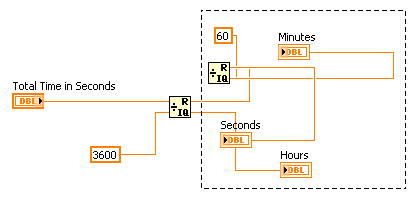 60
Minutes
DBL
R
IQ
Total Time in Seconds
DBL
R
IQ
Seconds
DBL
3600
Hours
DBL